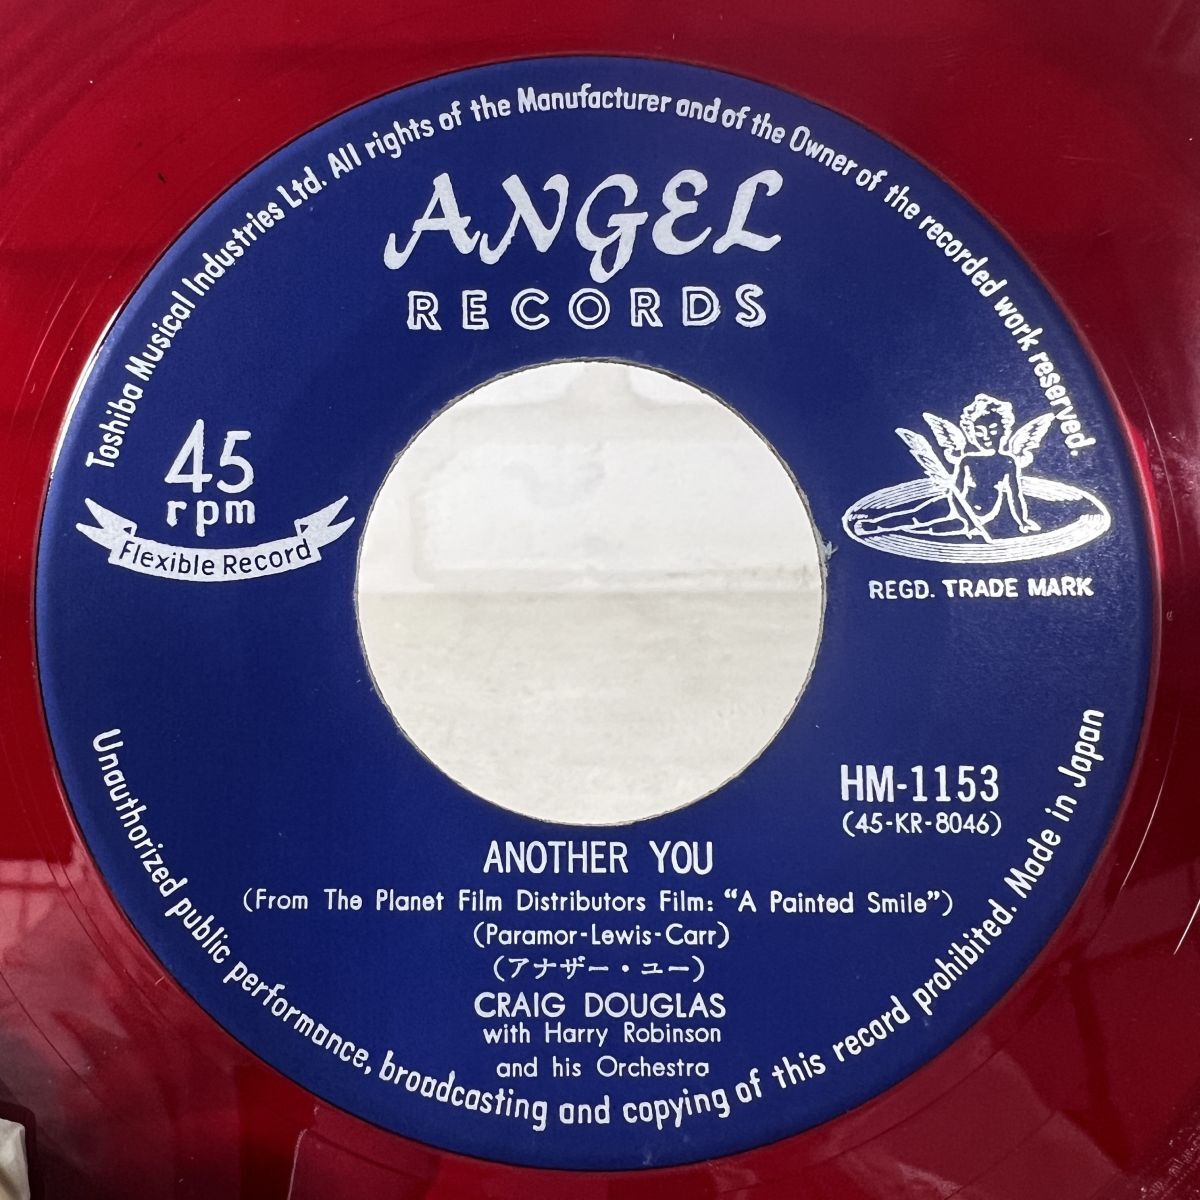 Toshiba Musical Industries Ltd. All rights of the Manufacturer and of the Owner of the recorded work reserved.
ANGEL
RECORDS
45
rpm
Flexible Record
REGD. TRADE MARK
HM-1153
(45-KR-8046)
ANOTHER YOU
(From The Planet Film Distributors Film: "A Painted Smile")
(Paramor-Lewis-Carr)
(アナザー・ユー)
CRAIG DOUGLAS
with Harry Robinson
and his Orchestra
Unauthorized public performance, broadcasting and copying of this record prohibited. Made in Japan